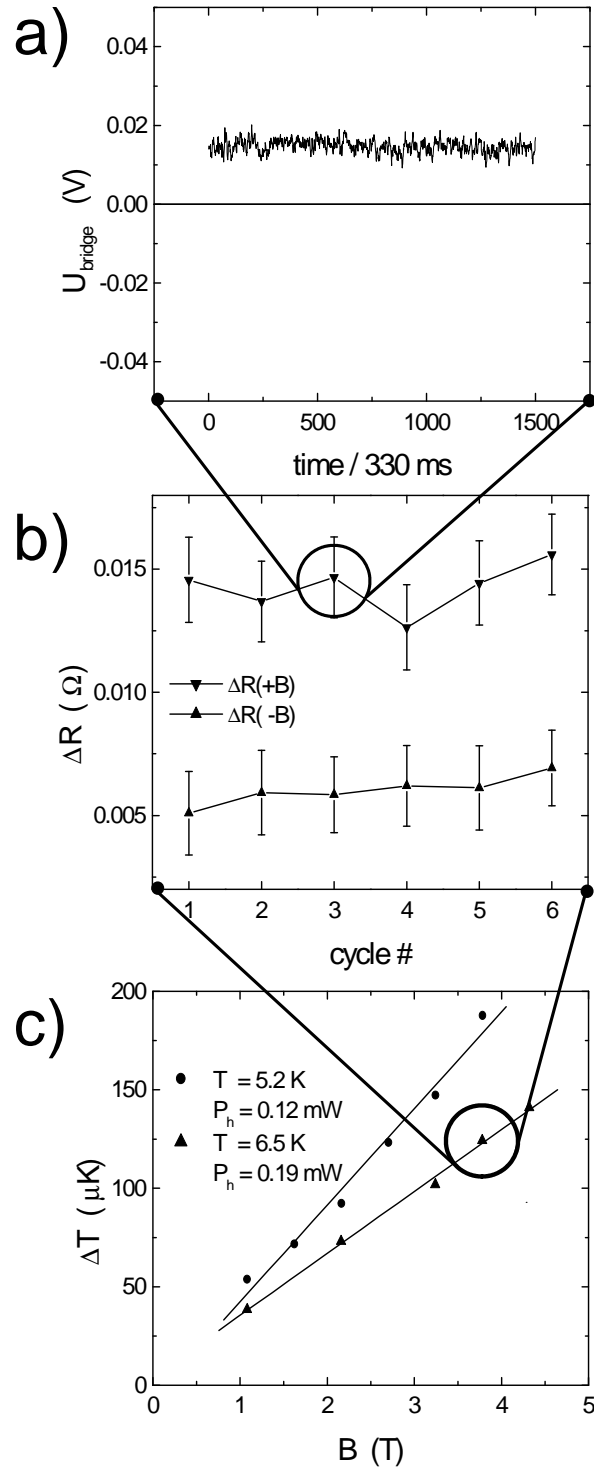 a)
0.04
0.02
0.00
-0.02
-0.04
U_bridge (V)
0 500 1000 1500
time / 330 ms
b)
0.015
0.010
0.005
ΔR ( Ω)
ΔR(+B)
ΔR( -B)
1 2 3 4 5 6
cycle #
c)
200
150
100
50
0
ΔT ( μK)
T = 5.2 K
P_h = 0.12 mW
T = 6.5 K
P_h = 0.19 mW
0 1 2 3 4 5
B (T)